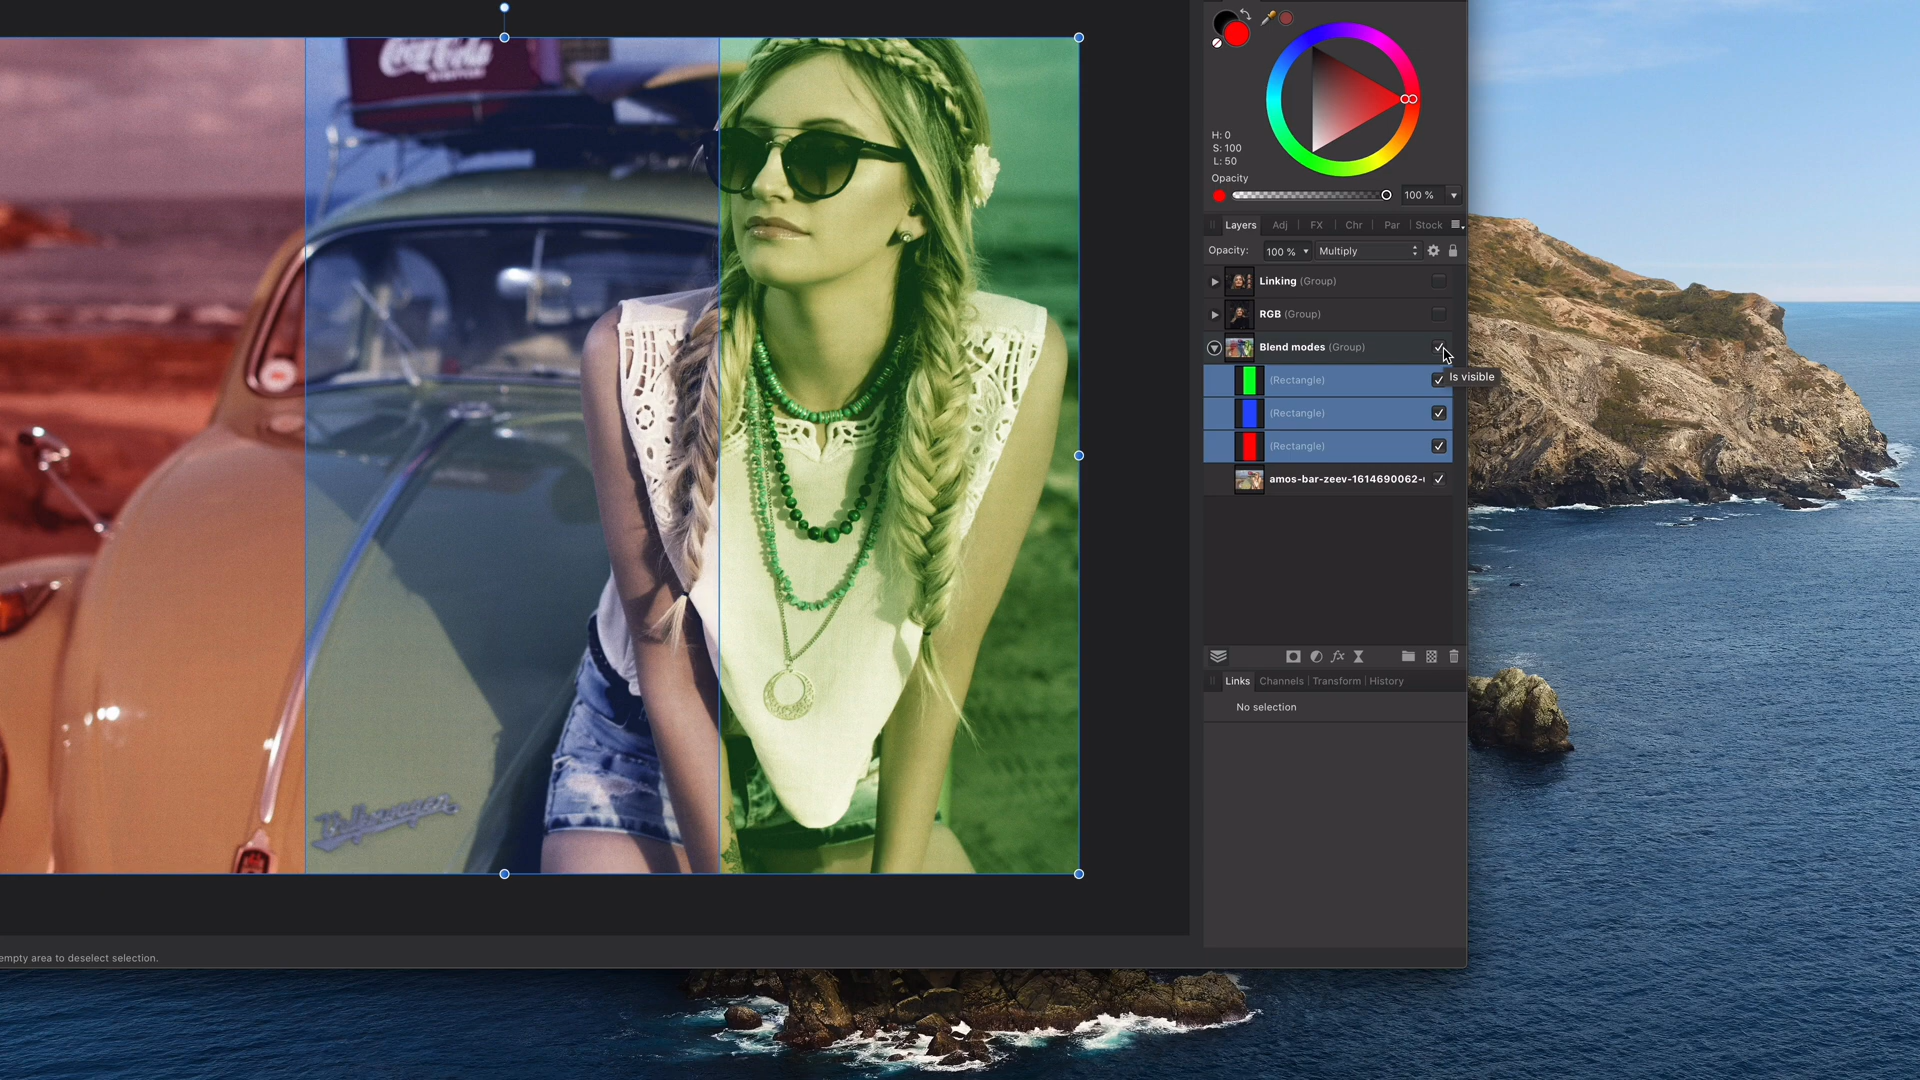 Coca-Cola
H: 0
S: 100
L: 50
Opacity
100 %
Layers Adj FX Chr Par Stock
Opacity: 100 % Multiply
Linking (Group)
RGB (Group)
Blend modes (Group)
(Rectangle)
Is visible
(Rectangle)
(Rectangle)
amos-bar-zeev-1614690062-
fx
Links Channels Transform History
No selection
Volkswagen
empty area to deselect selection.